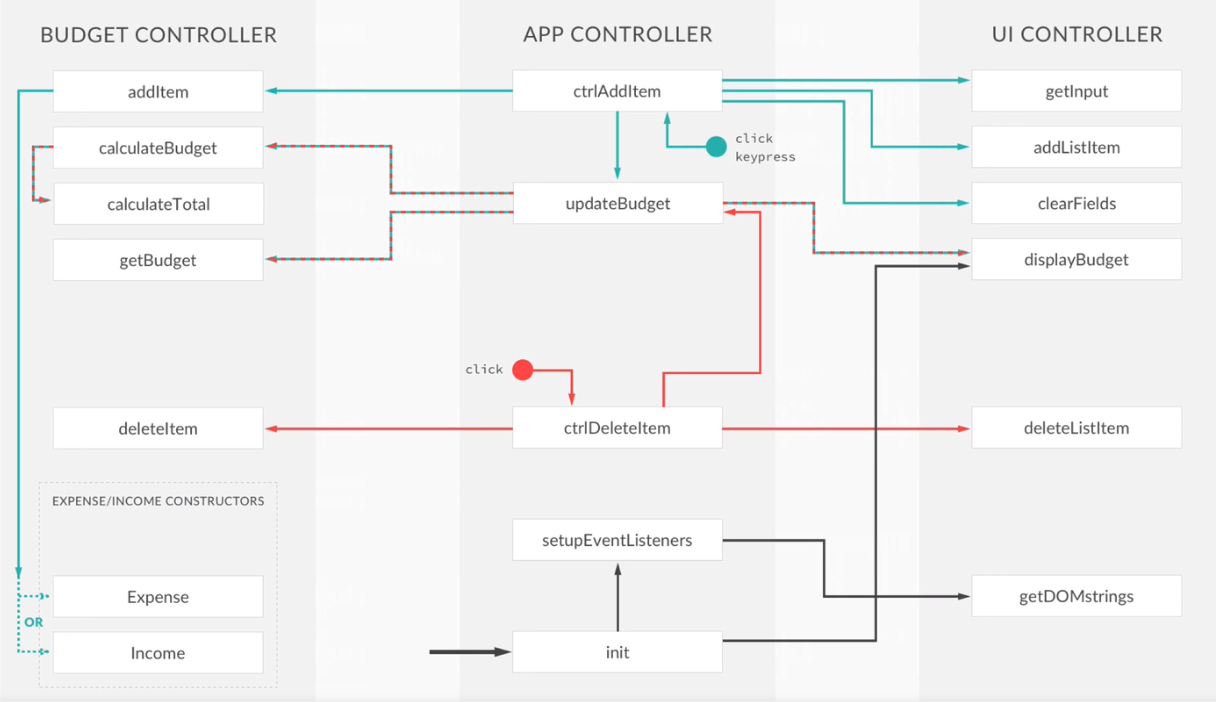 BUDGET CONTROLLER
APP CONTROLLER
UI CONTROLLER
addItem
ctrlAddItem
getInput
calculateBudget
click
keypress
addListItem
calculateTotal
updateBudget
clearFields
getBudget
displayBudget
click
deleteItem
ctrlDeleteItem
deleteListItem
EXPENSE/INCOME CONSTRUCTORS
setupEventListeners
Expense
getDOMstrings
OR
Income
init